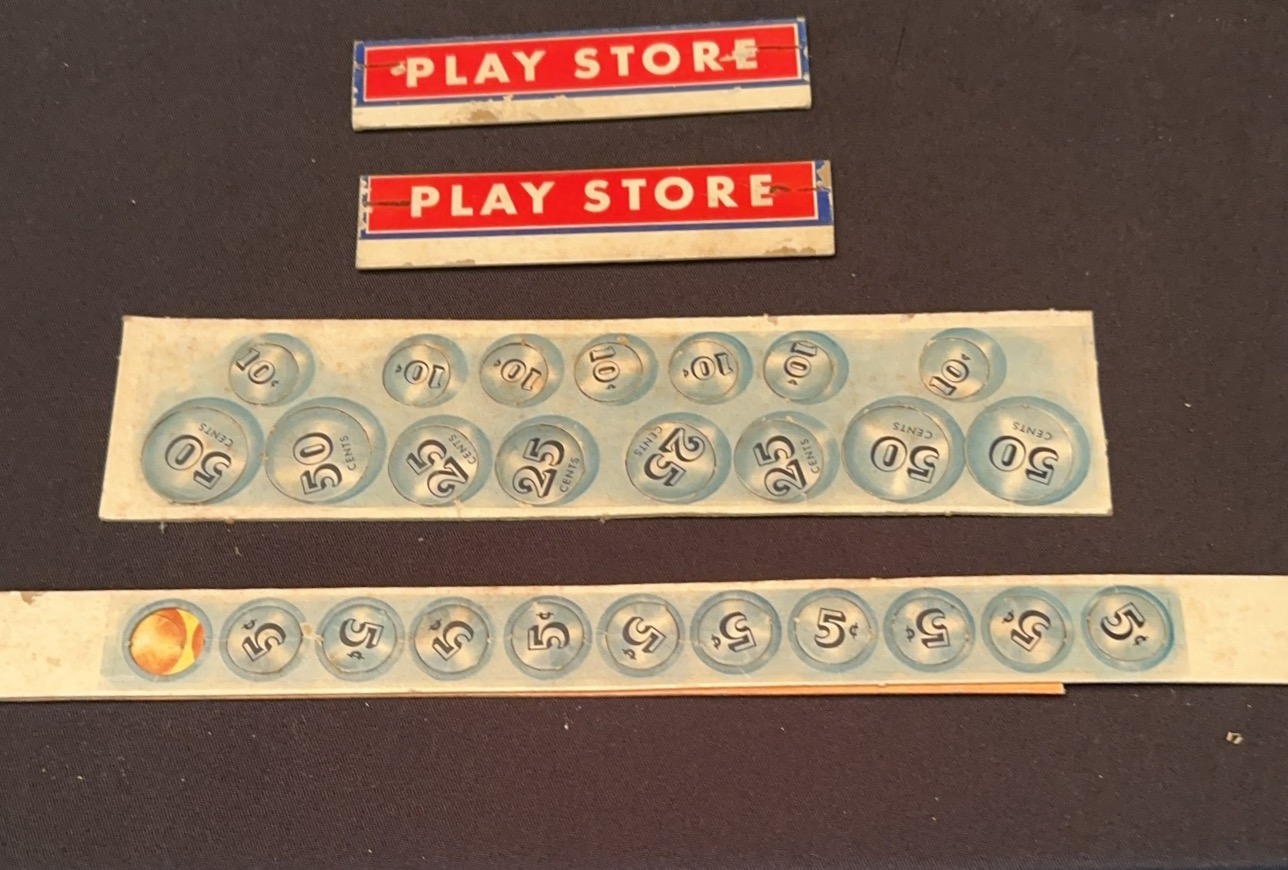 PLAY STORE
PLAY STORE
10¢ 10¢ 10¢ 10¢ 10¢ 10¢ 10¢
50 CENTS 50 CENTS 25 CENTS 25 CENTS 25 CENTS 25 CENTS 50 CENTS 50 CENTS
5¢ 5¢ 5¢ 5¢ 5¢ 5¢ 5¢ 5¢ 5¢ 5¢